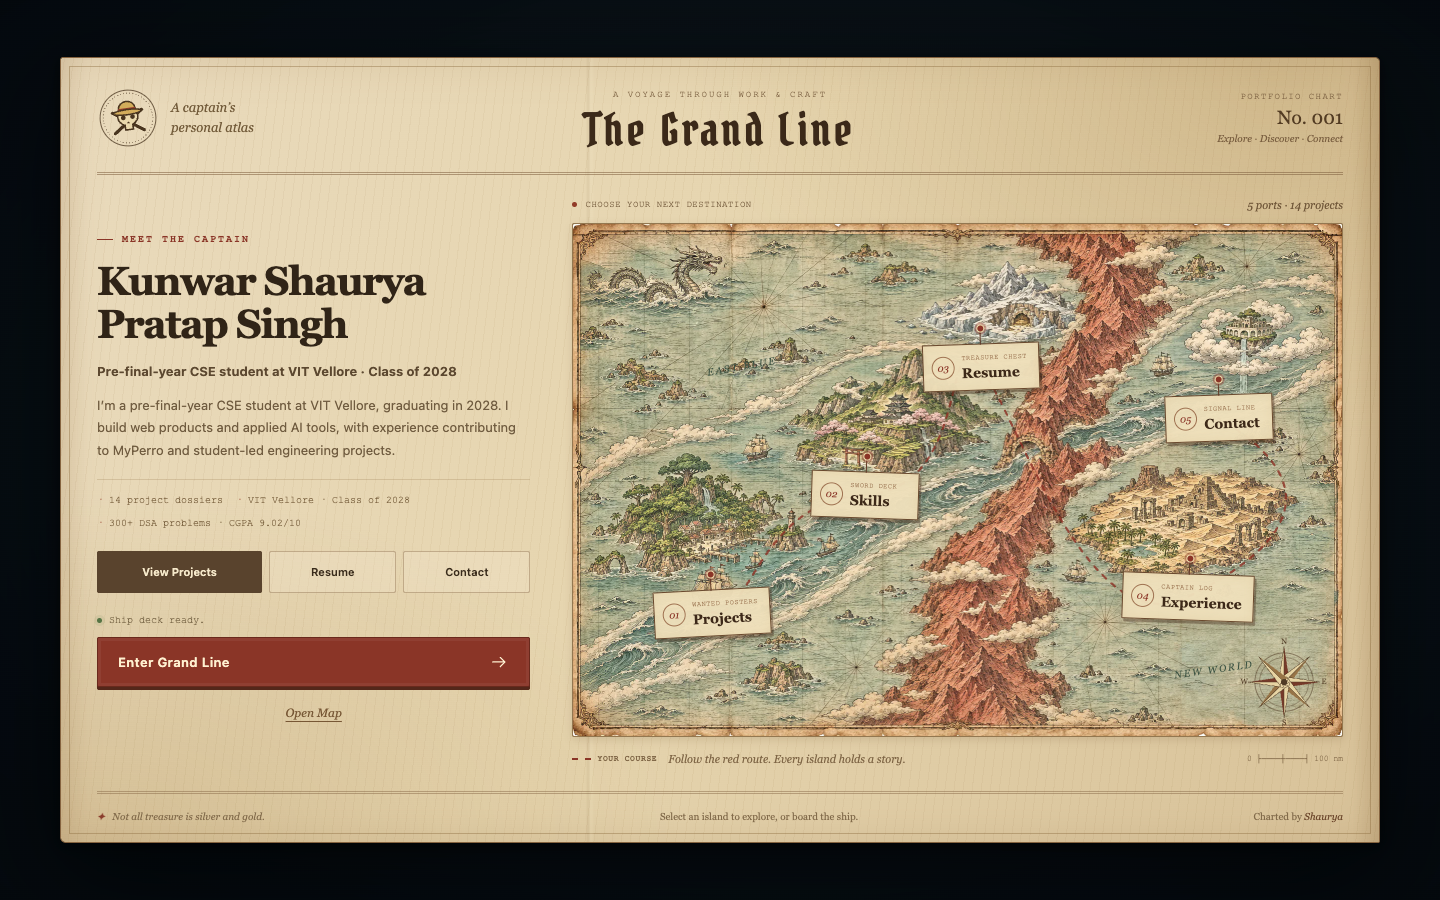 A captain's
personal atlas
A VOYAGE THROUGH WORK & CRAFT
The Grand Line
PORTFOLIO CHART
No. 001
Explore · Discover · Connect
MEET THE CAPTAIN
Kunwar Shaurya
Pratap Singh
Pre-final-year CSE student at VIT Vellore · Class of 2028
I'm a pre-final-year CSE student at VIT Vellore, graduating in 2028. I
build web products and applied AI tools, with experience contributing
to MyPerro and student-led engineering projects.
· 14 project dossiers · VIT Vellore · Class of 2028
· 300+ DSA problems · CGPA 9.02/10
View Projects
Resume
Contact
Ship deck ready.
Enter Grand Line →
Open Map
CHOOSE YOUR NEXT DESTINATION
5 ports · 14 projects
03
TREASURE CHEST
Resume
05
SIGNAL LINE
Contact
02
SWORD DECK
Skills
04
CAPTAIN LOG
Experience
01
WANTED POSTERS
Projects
NEW WORLD
N
W
E
S
YOUR COURSE Follow the red route. Every island holds a story.
0
100 nm
Not all treasure is silver and gold.
Select an island to explore, or board the ship.
Charted by Shaurya